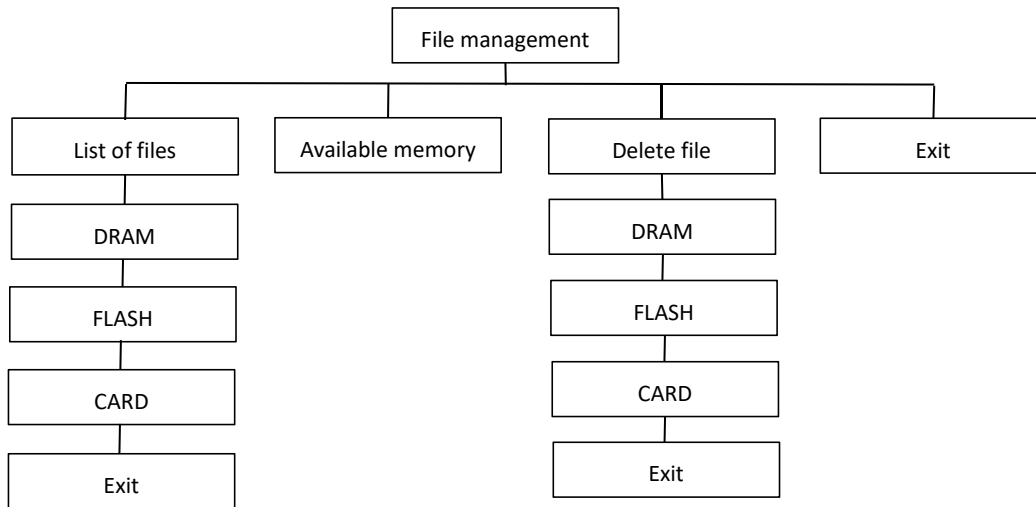 File management
List of files
Available memory
Delete file
Exit
DRAM
DRAM
FLASH
FLASH
CARD
CARD
Exit
Exit